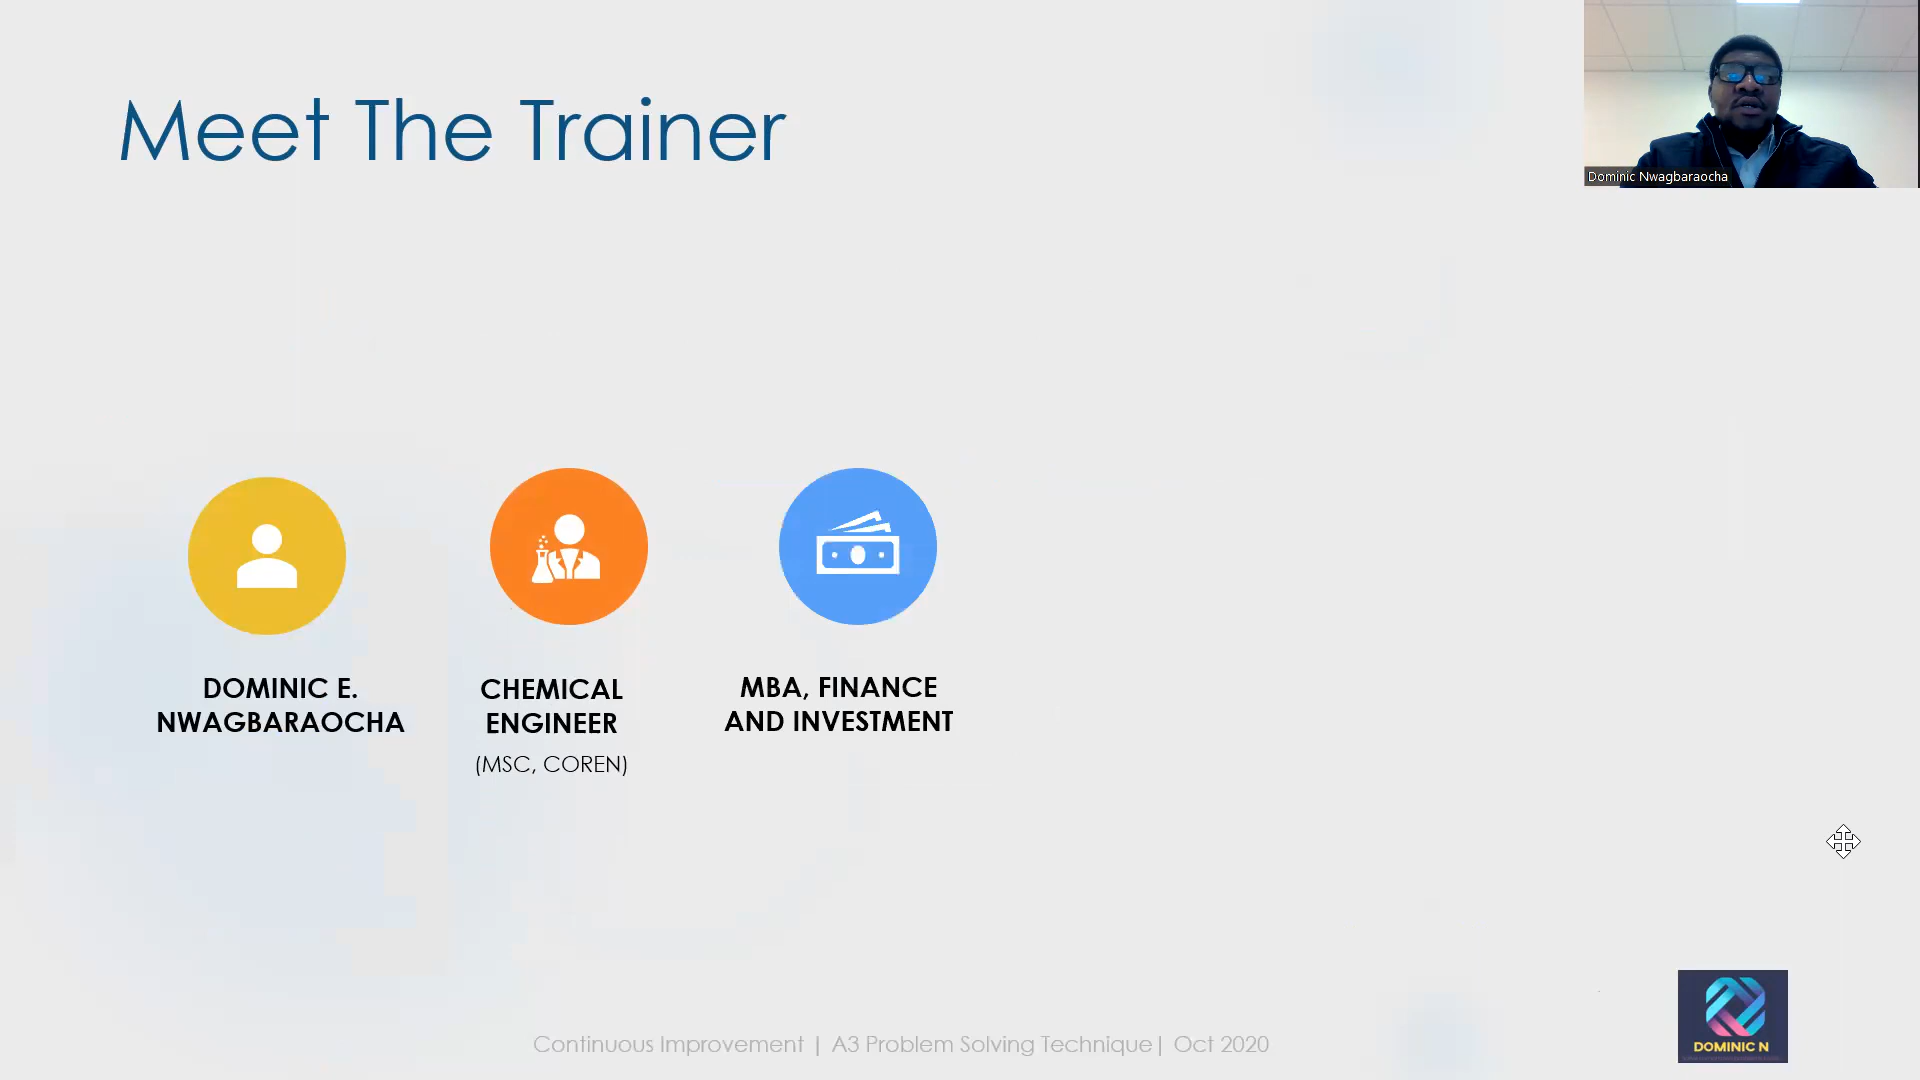 Meet The Trainer
Dominic Nwagbaraocha
DOMINIC E.
NWAGBARAOCHA
CHEMICAL
ENGINEER
(MSC, COREN)
MBA, FINANCE
AND INVESTMENT
Continuous Improvement | A3 Problem Solving Technique| Oct 2020
DOMINIC N